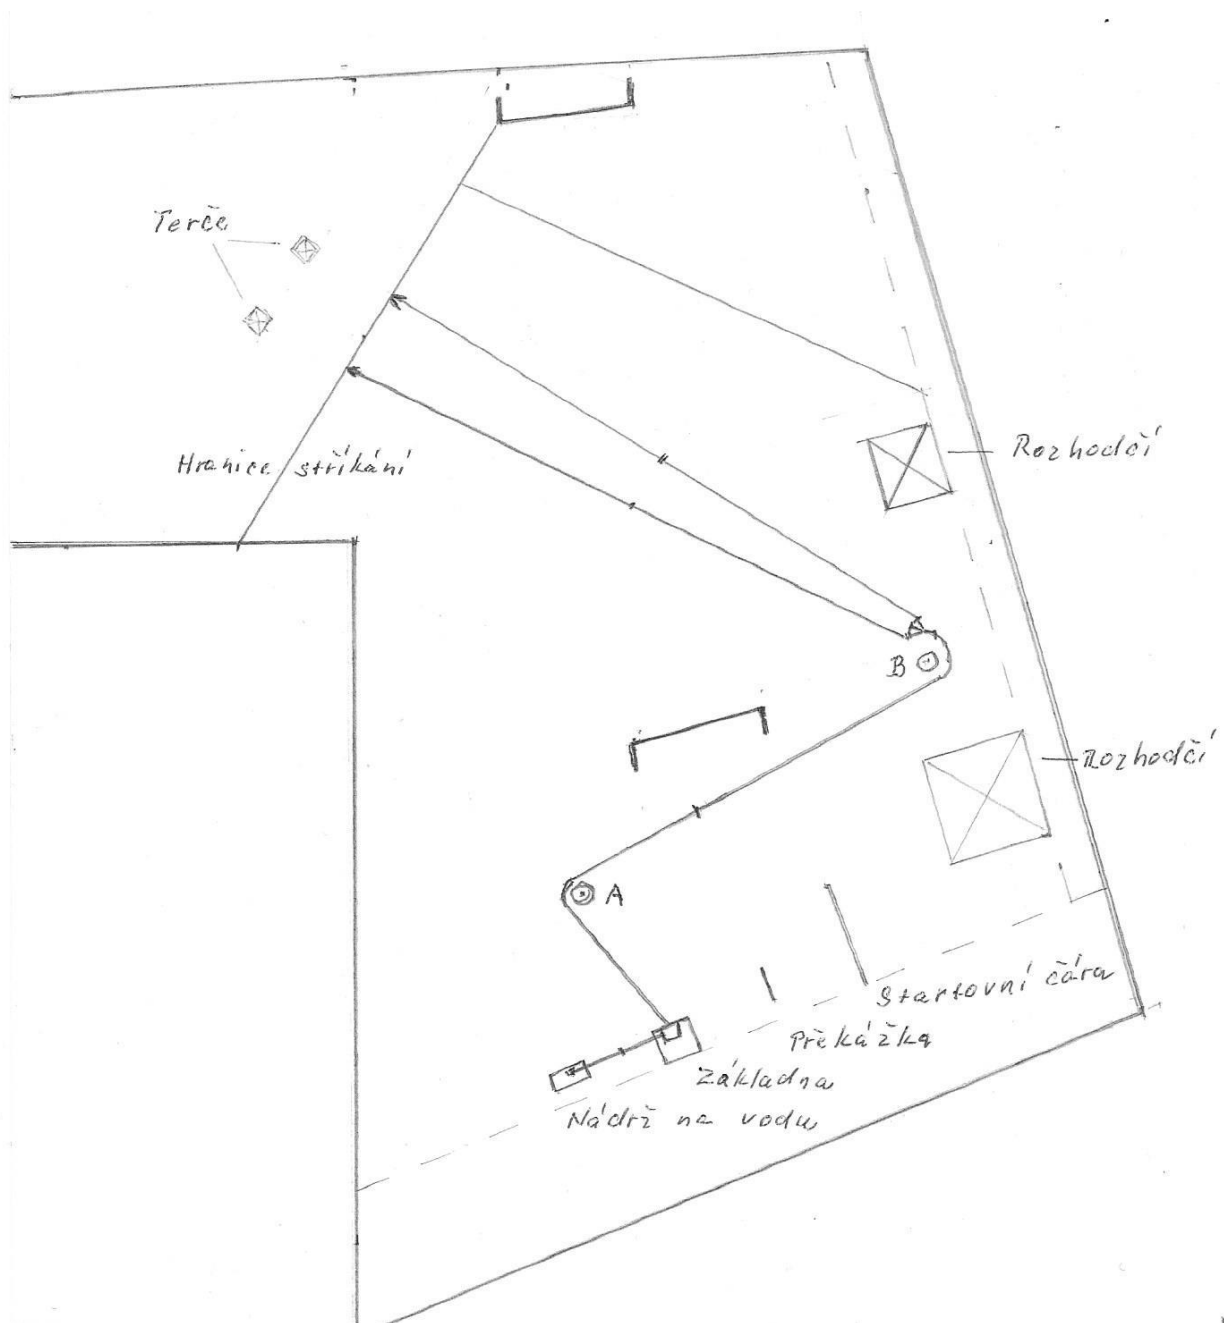 Terče
Hranice stříkání
Rozhodčí
B
Rozhodčí
A
Startovní čára
Překážka
Základna
Nádrž na vodu